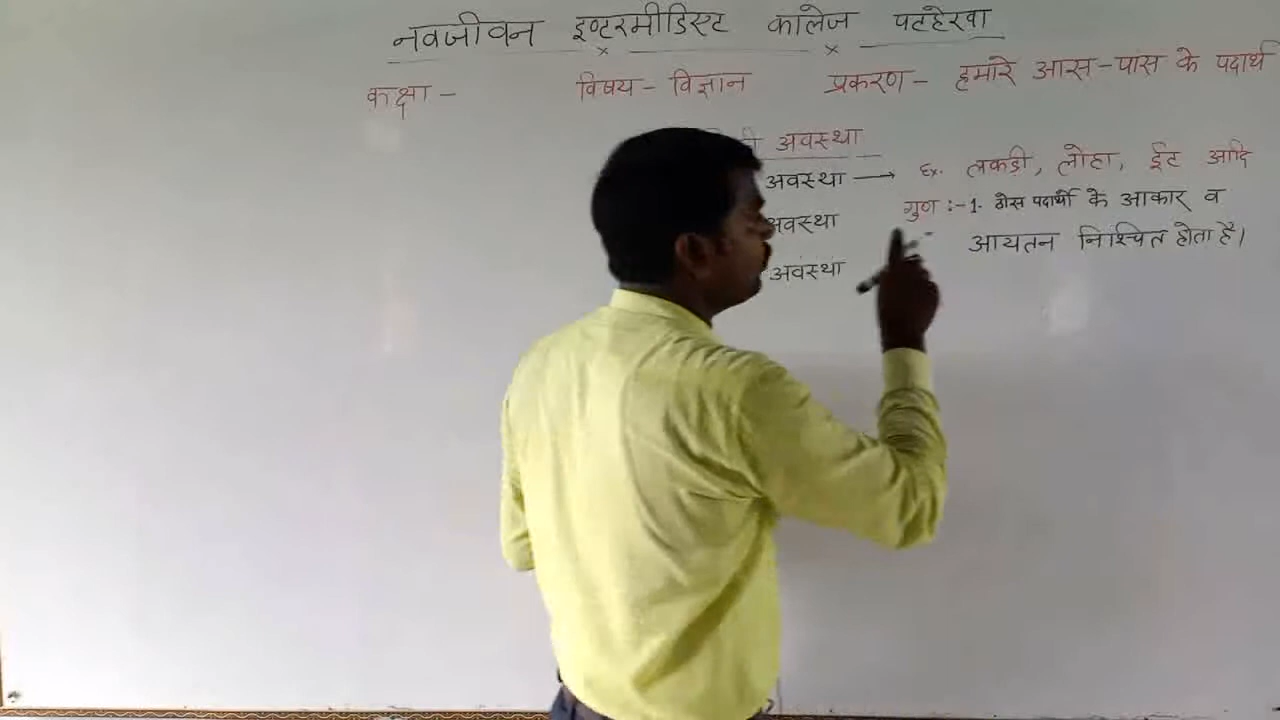 नवजीवन इण्टरमीडिएट कॉलेज पटहेरवा
कक्षा - विषय - विज्ञान प्रकरण - हमारे आस-पास के पदार्थ
अवस्था
अवस्था → Ex. लकड़ी, लोहा, ईंट आदि
अवस्था गुण :- 1. ठोस पदार्थो के आकार व
आयतन निश्चित होता है।
अवस्था